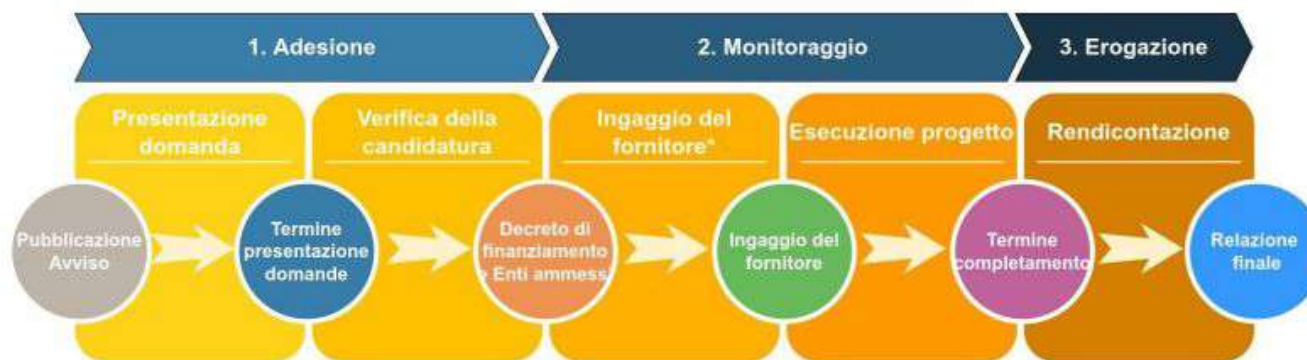 1. Adesione
2. Monitoraggio
3. Erogazione
Presentazione
domanda
Verifica della
candidatura
Ingaggio del
fornitore*
Esecuzione progetto
Rendicontazione
Pubblicazione
Avviso
Termine
presentazione
domande
Decreto di
finanziamento
e Enti ammess
Ingaggio del
fornitore
Termine
completamento
Relazione
finale